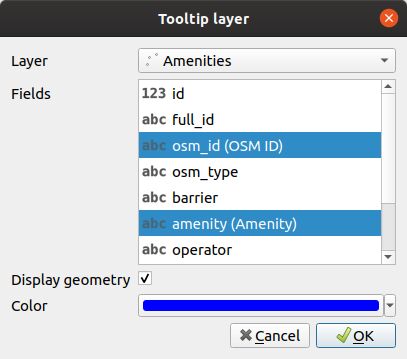 Tooltip layer
Layer
Amenities
Fields
123 id
abc full_id
abc osm_id (OSM ID)
abc osm_type
abc barrier
abc amenity (Amenity)
abc operator
Display geometry
Color
Cancel
OK